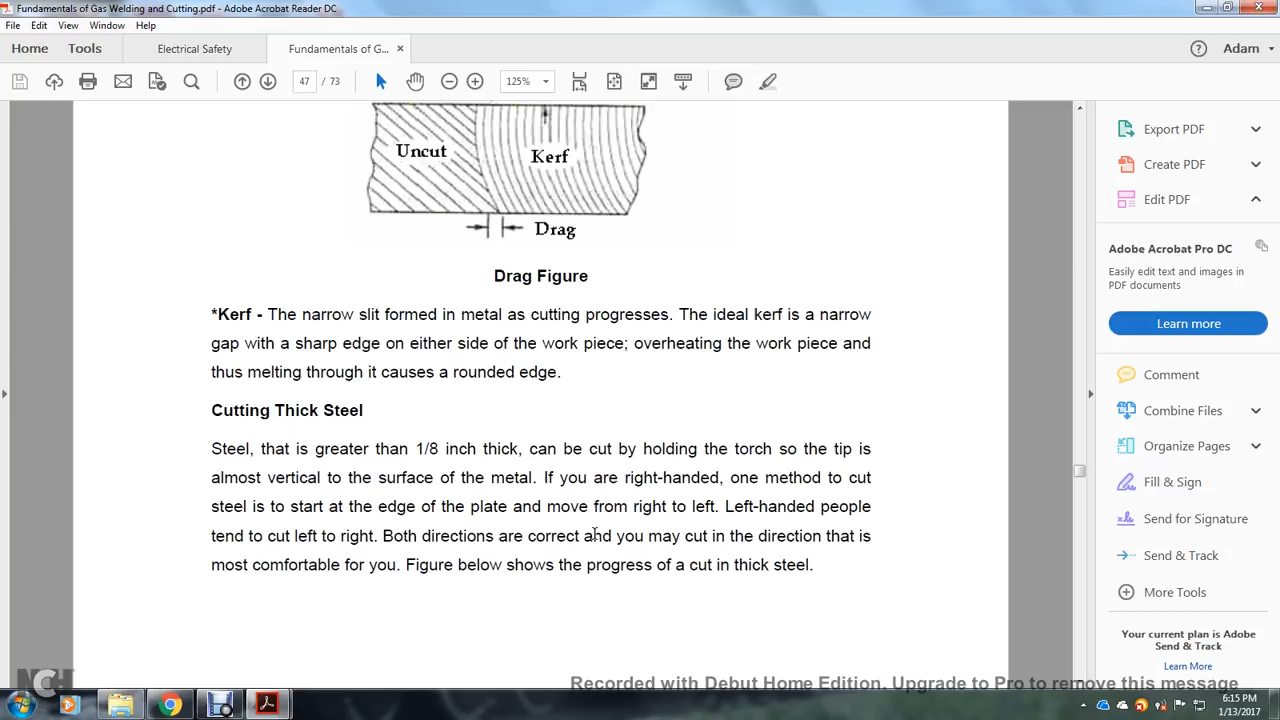 Fundamentals of Gas Welding and Cutting.pdf - Adobe Acrobat Reader DC
File Edit View Window Help
Home Tools Electrical Safety Fundamentals of G... × Adam
47 / 73 125%
Uncut
Kerf
Drag
Drag Figure
*Kerf - The narrow slit formed in metal as cutting progresses. The ideal kerf is a narrow
gap with a sharp edge on either side of the work piece; overheating the work piece and
thus melting through it causes a rounded edge.
Cutting Thick Steel
Steel, that is greater than 1/8 inch thick, can be cut by holding the torch so the tip is
almost vertical to the surface of the metal. If you are right-handed, one method to cut
steel is to start at the edge of the plate and move from right to left. Left-handed people
tend to cut left to right. Both directions are correct and you may cut in the direction that is
most comfortable for you. Figure below shows the progress of a cut in thick steel.
Export PDF
Create PDF
Edit PDF
Adobe Acrobat Pro DC
Easily edit text and images in
PDF documents
Learn more
Comment
Combine Files
Organize Pages
Fill & Sign
Send for Signature
Send & Track
More Tools
Your current plan is Adobe
Send & Track
Learn More
NCH
Recorded with Debut Home Edition. Upgrade to Pro to remove this message
6:15 PM
1/13/2017